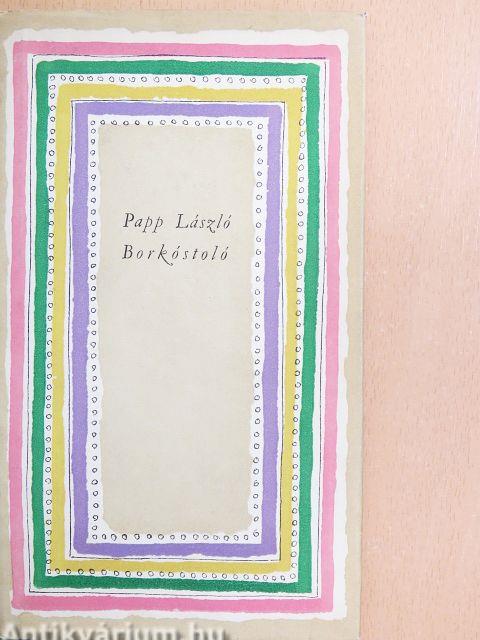 Papp László
Borkóstoló
Antikvárium.hu